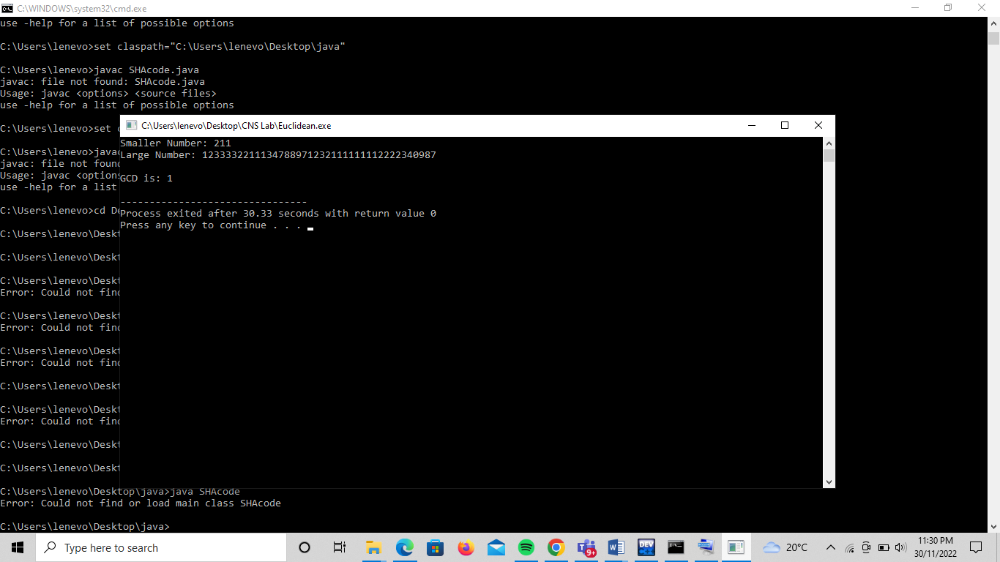 C:\WINDOWS\system32\cmd.exe
use -help for a list of possible options
C:\Users\lenevo>set claspath="C:\Users\lenevo\Desktop\java"
C:\Users\lenevo>javac SHAcode.java
javac: file not found: SHAcode.java
Usage: javac <options> <source files>
use -help for a list of possible options
C:\Users\lenevo>set
C:\Users\lenevo>java
javac: file not foun
Usage: javac <option
use -help for a list
C:\Users\lenevo>cd De
C:\Users\lenevo\Deskt
C:\Users\lenevo\Deskt
C:\Users\lenevo\Deskt
Error: Could not find
C:\Users\lenevo\Deskt
Error: Could not find
C:\Users\lenevo\Deskt
Error: Could not find
C:\Users\lenevo\Deskt
C:\Users\lenevo\Deskt
Error: Could not find
C:\Users\lenevo\Deskt
C:\Users\lenevo\Deskt
C:\Users\lenevo\Desktop\java>java SHAcode
Error: Could not find or load main class SHAcode
C:\Users\lenevo\Desktop\java>
C:\Users\lenevo\Desktop\CNS Lab\Euclidean.exe
Smaller Number: 211
Large Number: 1233332211134788971232111111112222340987
GCD is: 1
--------------------------------
Process exited after 30.33 seconds with return value 0
Press any key to continue . . .
Type here to search
9+
DEV
20°C
11:30 PM
30/11/2022